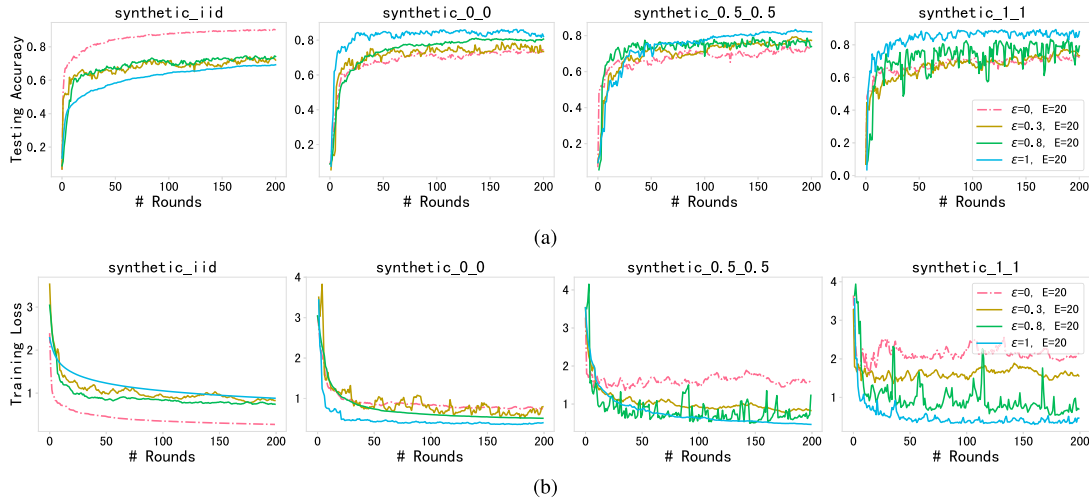 synthetic_iid synthetic_0_0 synthetic_0.5_0.5 synthetic_1_1
Testing Accuracy
0.8
0.6
0.4
0.2
0 50 100 150 200
# Rounds
0.8
0.6
0.4
0.2
0 50 100 150 200
# Rounds
0.8
0.6
0.4
0.2
0 50 100 150 200
# Rounds
0.8
0.6
0.4
0.2
0.0
0 50 100 150 200
# Rounds
ε=0, E=20
ε=0.3, E=20
ε=0.8, E=20
ε=1, E=20
(a)
synthetic_iid synthetic_0_0 synthetic_0.5_0.5 synthetic_1_1
Training Loss
3
2
1
0 50 100 150 200
# Rounds
4
3
2
1
0 50 100 150 200
# Rounds
4
3
2
1
0 50 100 150 200
# Rounds
4
3
2
1
0
0 50 100 150 200
# Rounds
ε=0, E=20
ε=0.3, E=20
ε=0.8, E=20
ε=1, E=20
(b)